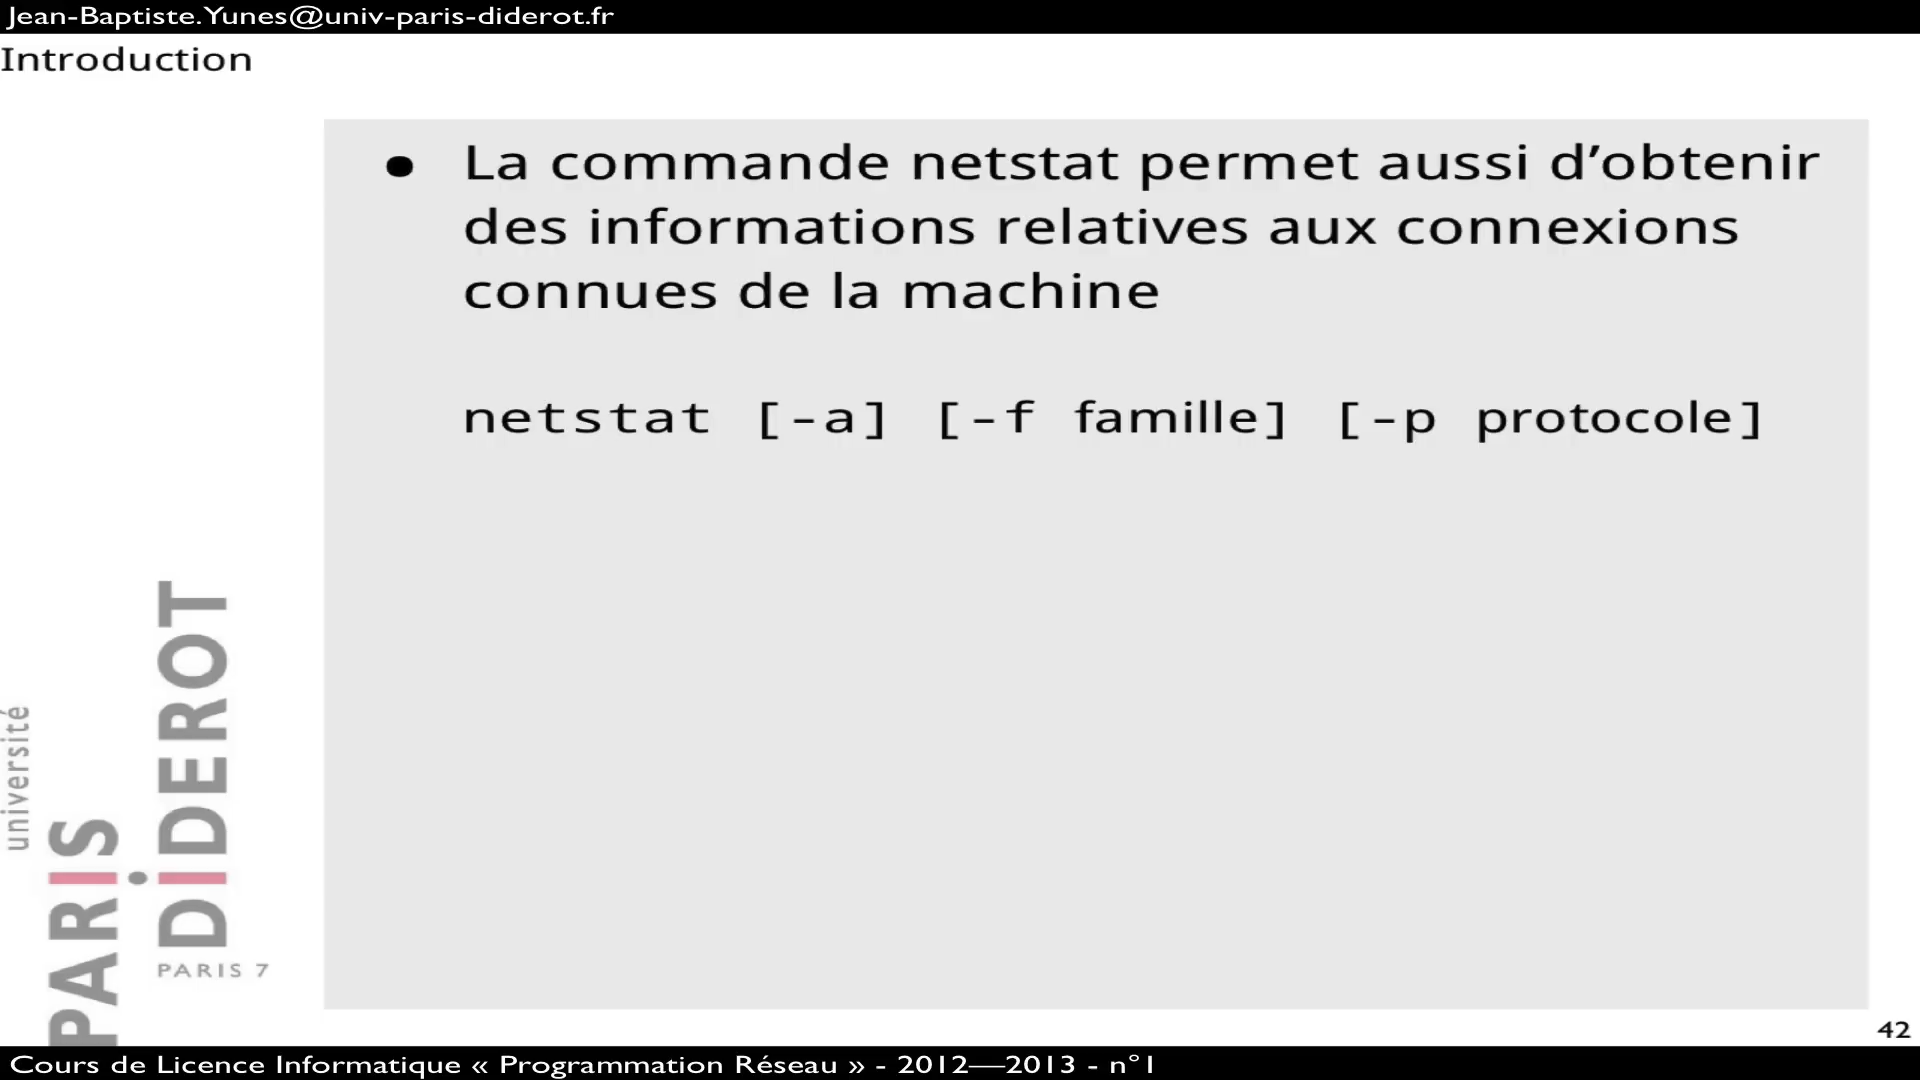 Jean-Baptiste.Yunes@univ-paris-diderot.fr
Introduction
● La commande netstat permet aussi d’obtenir
des informations relatives aux connexions
connues de la machine
netstat [-a] [-f famille] [-p protocole]
université
PARIS
DIDEROT
PARIS 7
42
Cours de Licence Informatique « Programmation Réseau » - 2012—2013 - n°1